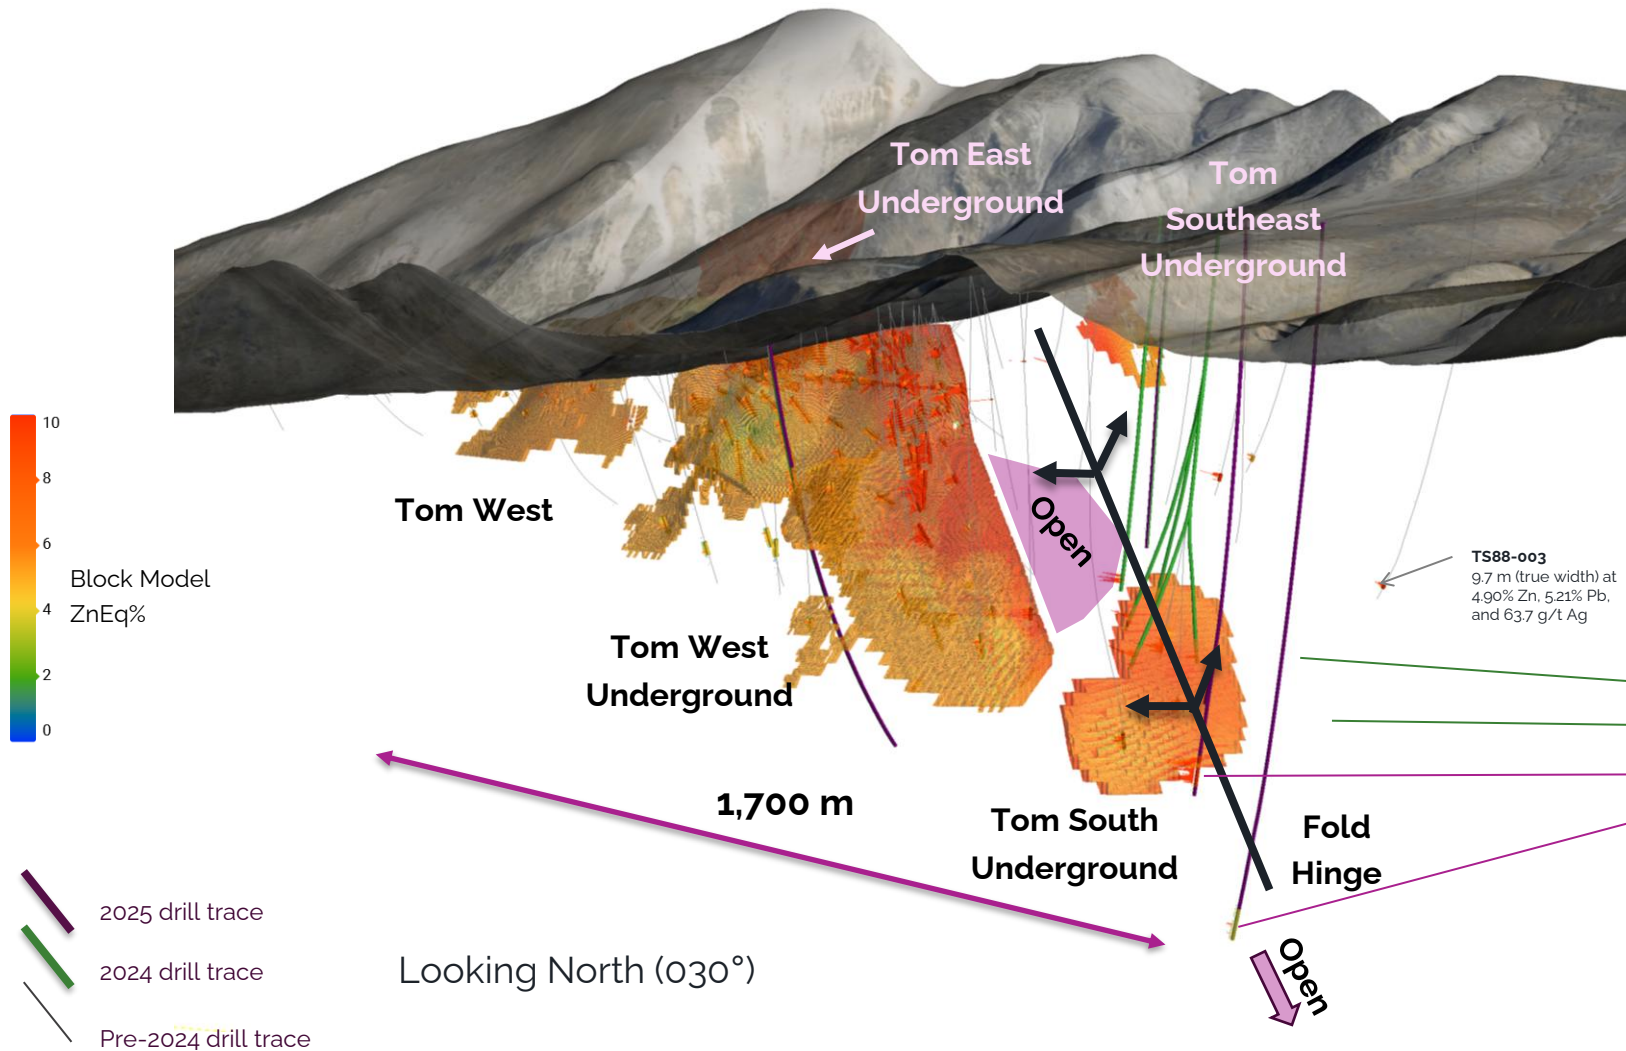 Tom East
Underground
Tom
Southeast
Underground
Tom West
Open
TS88-003
9.7 m (true width) at
4.90% Zn, 5.21% Pb,
and 63.7 g/t Ag
10
8
6
4
2
0
Block Model
ZnEq%
Tom West
Underground
1,700 m
Tom South
Underground
Fold
Hinge
Open
2025 drill trace
2024 drill trace
Pre-2024 drill trace
Looking North (030°)